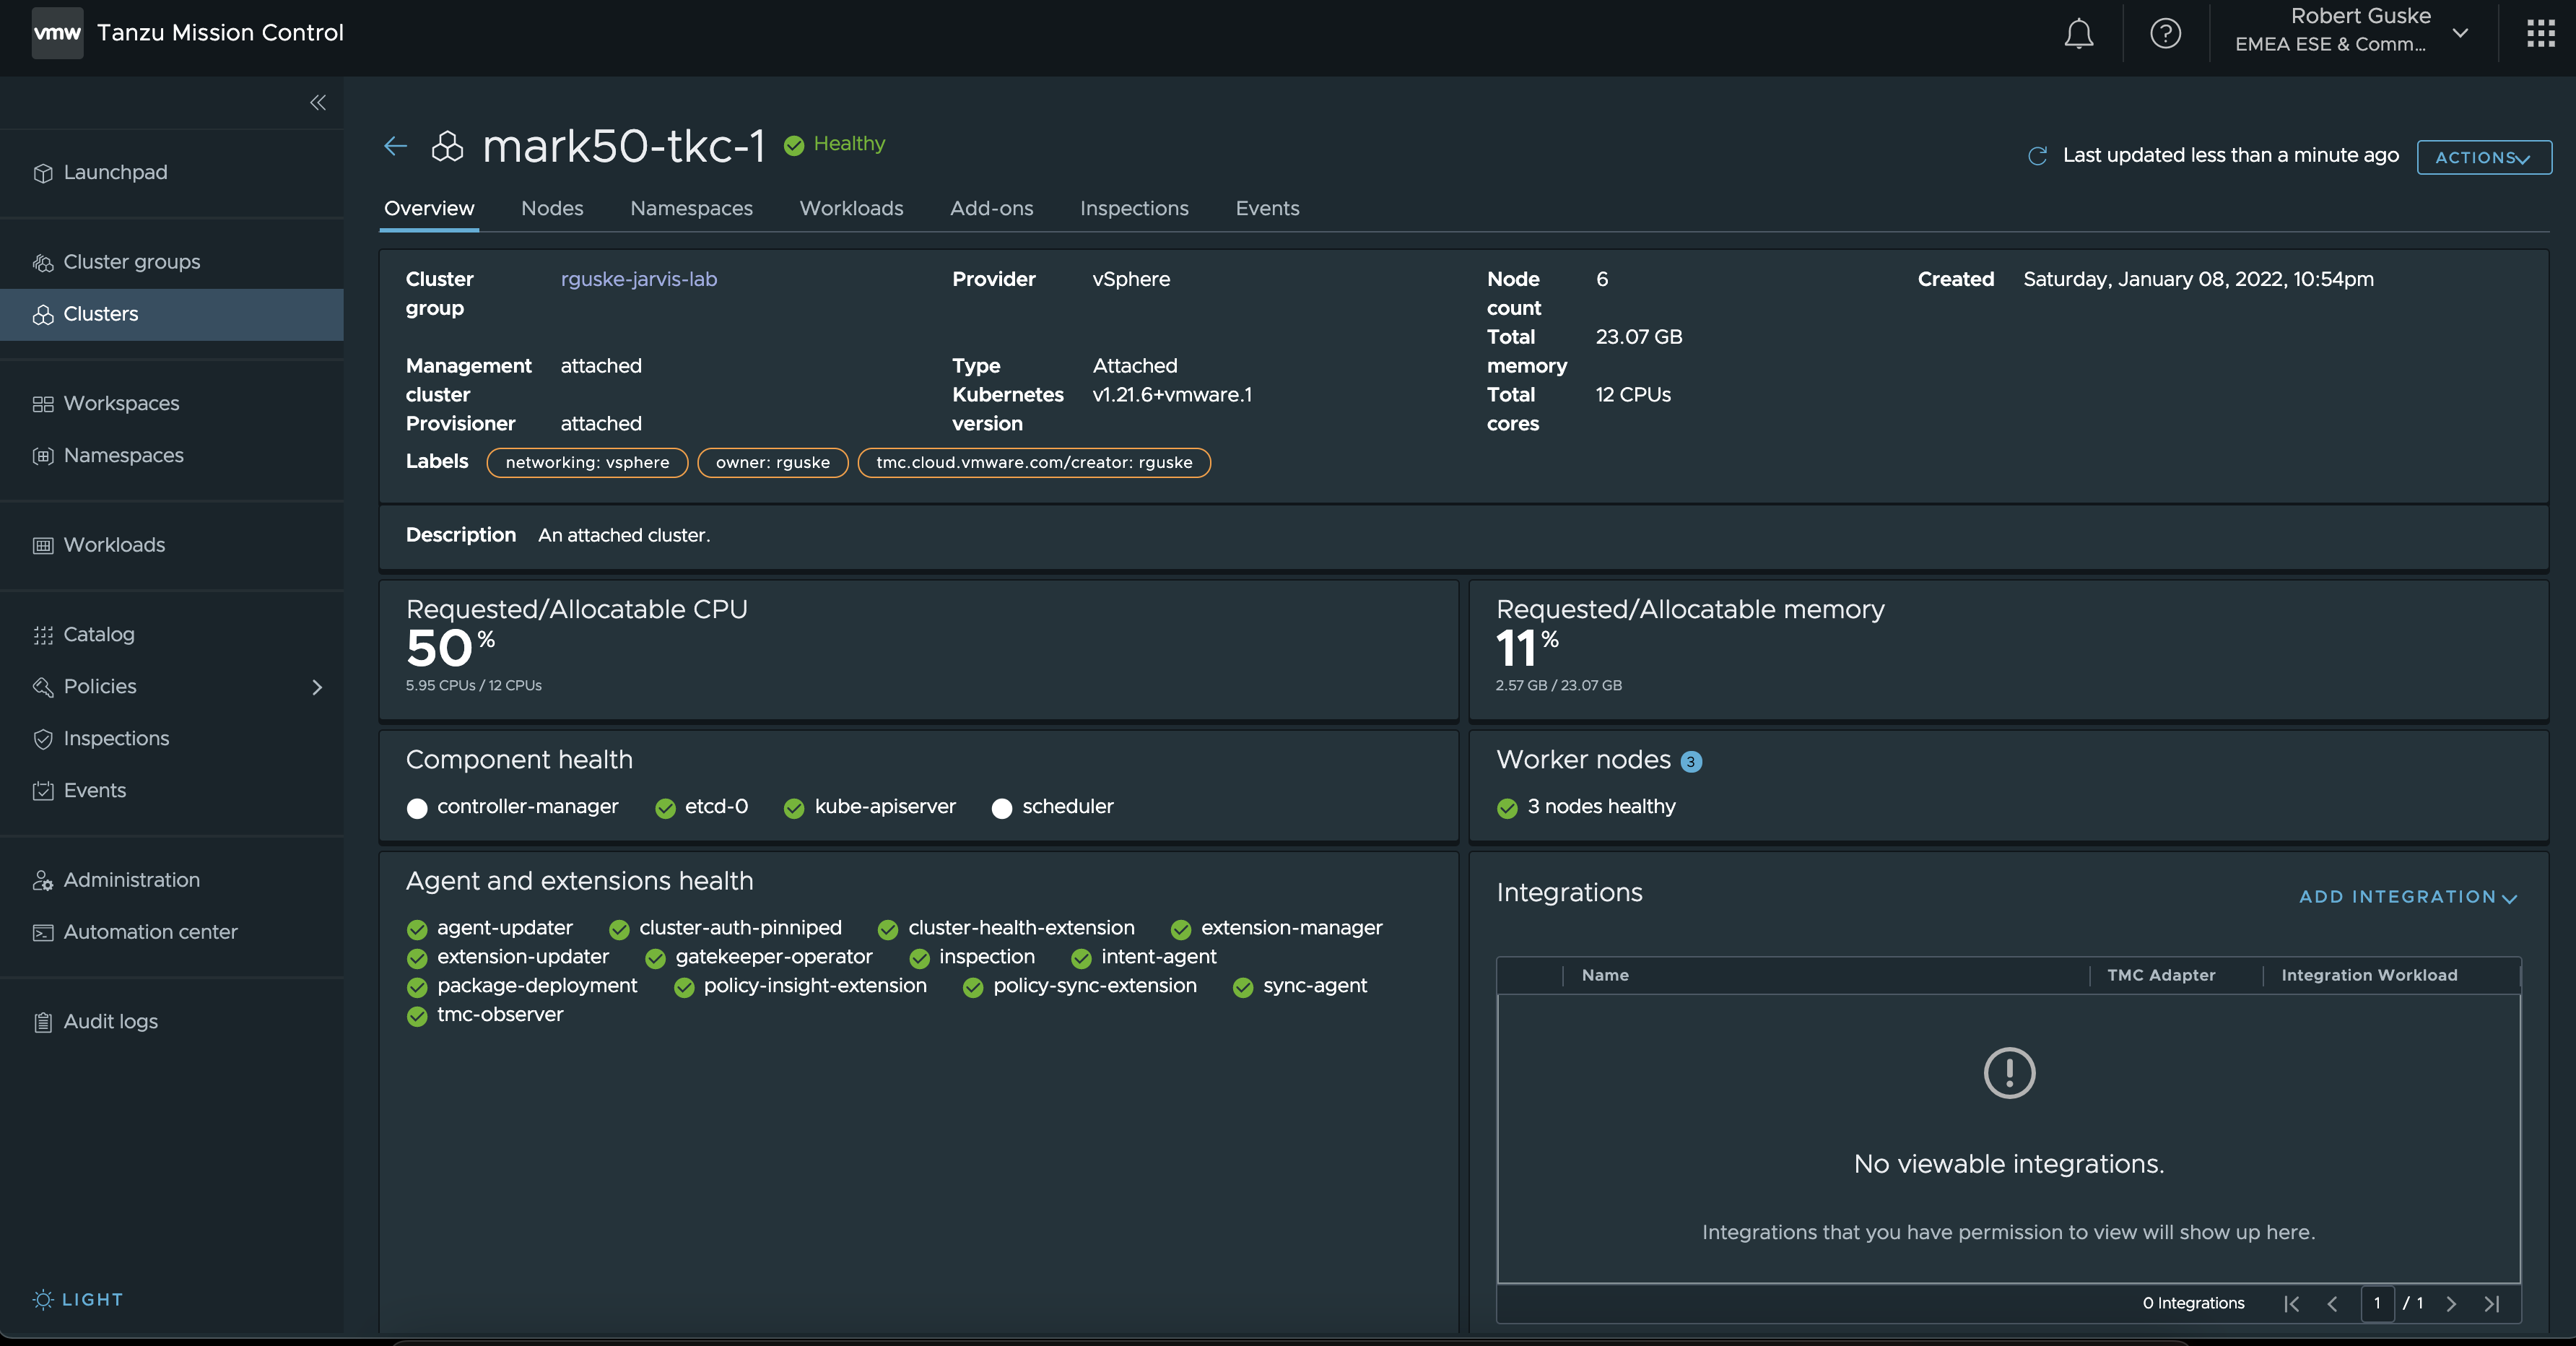 vmw Tanzu Mission Control
Robert Guske
EMEA ESE & Comm...
Launchpad
Cluster groups
Clusters
Workspaces
Namespaces
Workloads
Catalog
Policies
Inspections
Events
Administration
Automation center
Audit logs
LIGHT
mark50-tkc-1 Healthy
Last updated less than a minute ago ACTIONS
Overview Nodes Namespaces Workloads Add-ons Inspections Events
Cluster group rguske-jarvis-lab
Management cluster attached
Provisioner attached
Provider vSphere
Type Attached
Kubernetes version v1.21.6+vmware.1
Node count 6
Total memory 23.07 GB
Total cores 12 CPUs
Created Saturday, January 08, 2022, 10:54pm
Labels networking: vsphere owner: rguske tmc.cloud.vmware.com/creator: rguske
Description An attached cluster.
Requested/Allocatable CPU
50%
5.95 CPUs / 12 CPUs
Requested/Allocatable memory
11%
2.57 GB / 23.07 GB
Component health
controller-manager etcd-0 kube-apiserver scheduler
Worker nodes 3
3 nodes healthy
Agent and extensions health
agent-updater cluster-auth-pinniped cluster-health-extension extension-manager
extension-updater gatekeeper-operator inspection intent-agent
package-deployment policy-insight-extension policy-sync-extension sync-agent
tmc-observer
Integrations
ADD INTEGRATION
Name TMC Adapter Integration Workload
No viewable integrations.
Integrations that you have permission to view will show up here.
0 Integrations 1 / 1